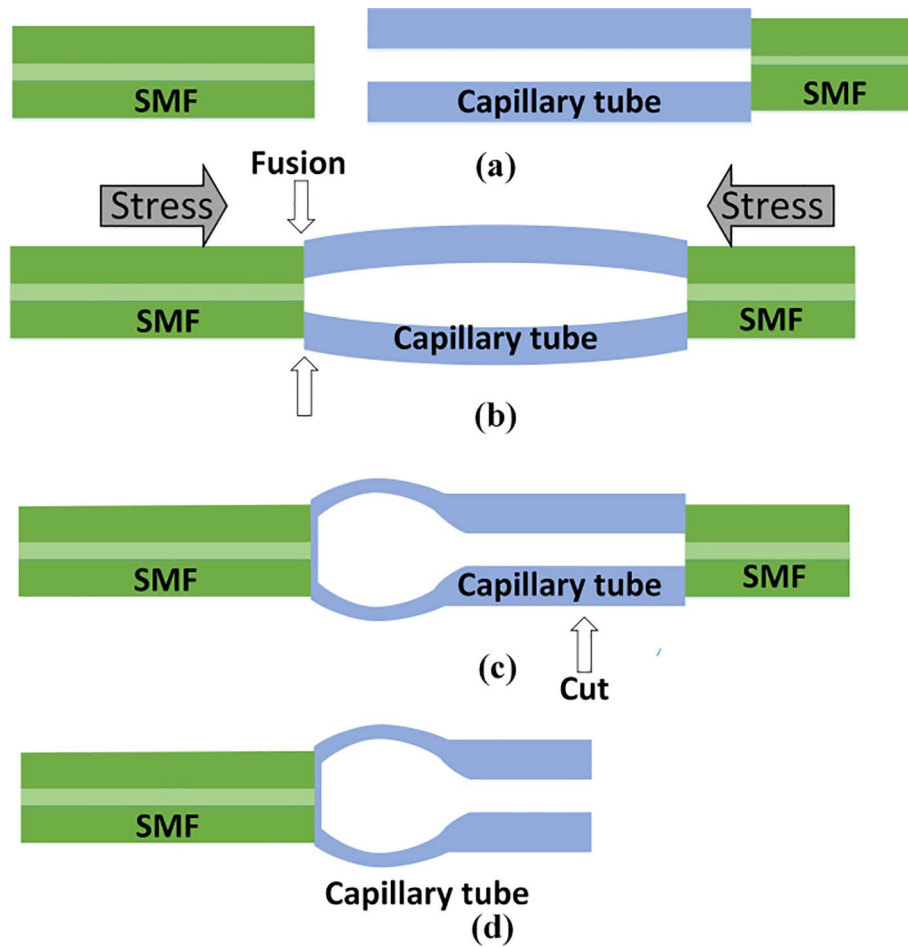 SMF
Capillary tube
SMF
(a)
Fusion
Stress
Stress
SMF
Capillary tube
SMF
(b)
SMF
Capillary tube
SMF
(c)
Cut
SMF
Capillary tube
(d)